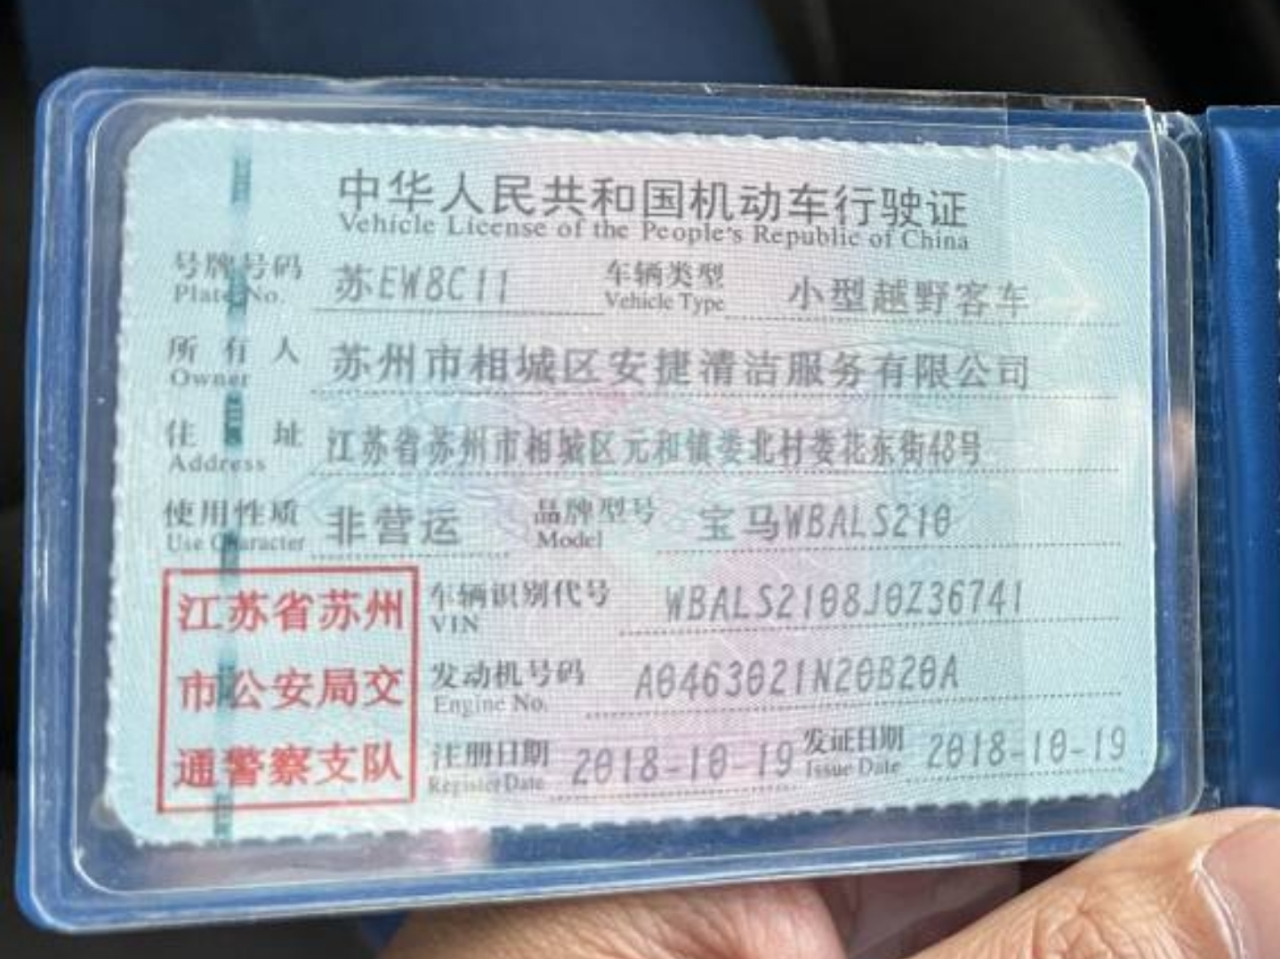 中华人民共和国机动车行驶证
Vehicle License of the People's Republic of China
号牌号码 苏EW8C11 车辆类型 小型越野客车
Plate No. Vehicle Type
所有人 苏州市相城区安捷清洁服务有限公司
Owner
住址 江苏省苏州市相城区元和镇娄北村娄花东街48号
Address
使用性质 非营运 品牌型号 宝马WBALS210
Use Character Model
江苏省苏州
市公安局交
通警察支队
车辆识别代号 WBALS2108J0Z36741
VIN
发动机号码 A0463021N20B20A
Engine No.
注册日期 2018-10-19 发证日期 2018-10-19
Register Date Issue Date